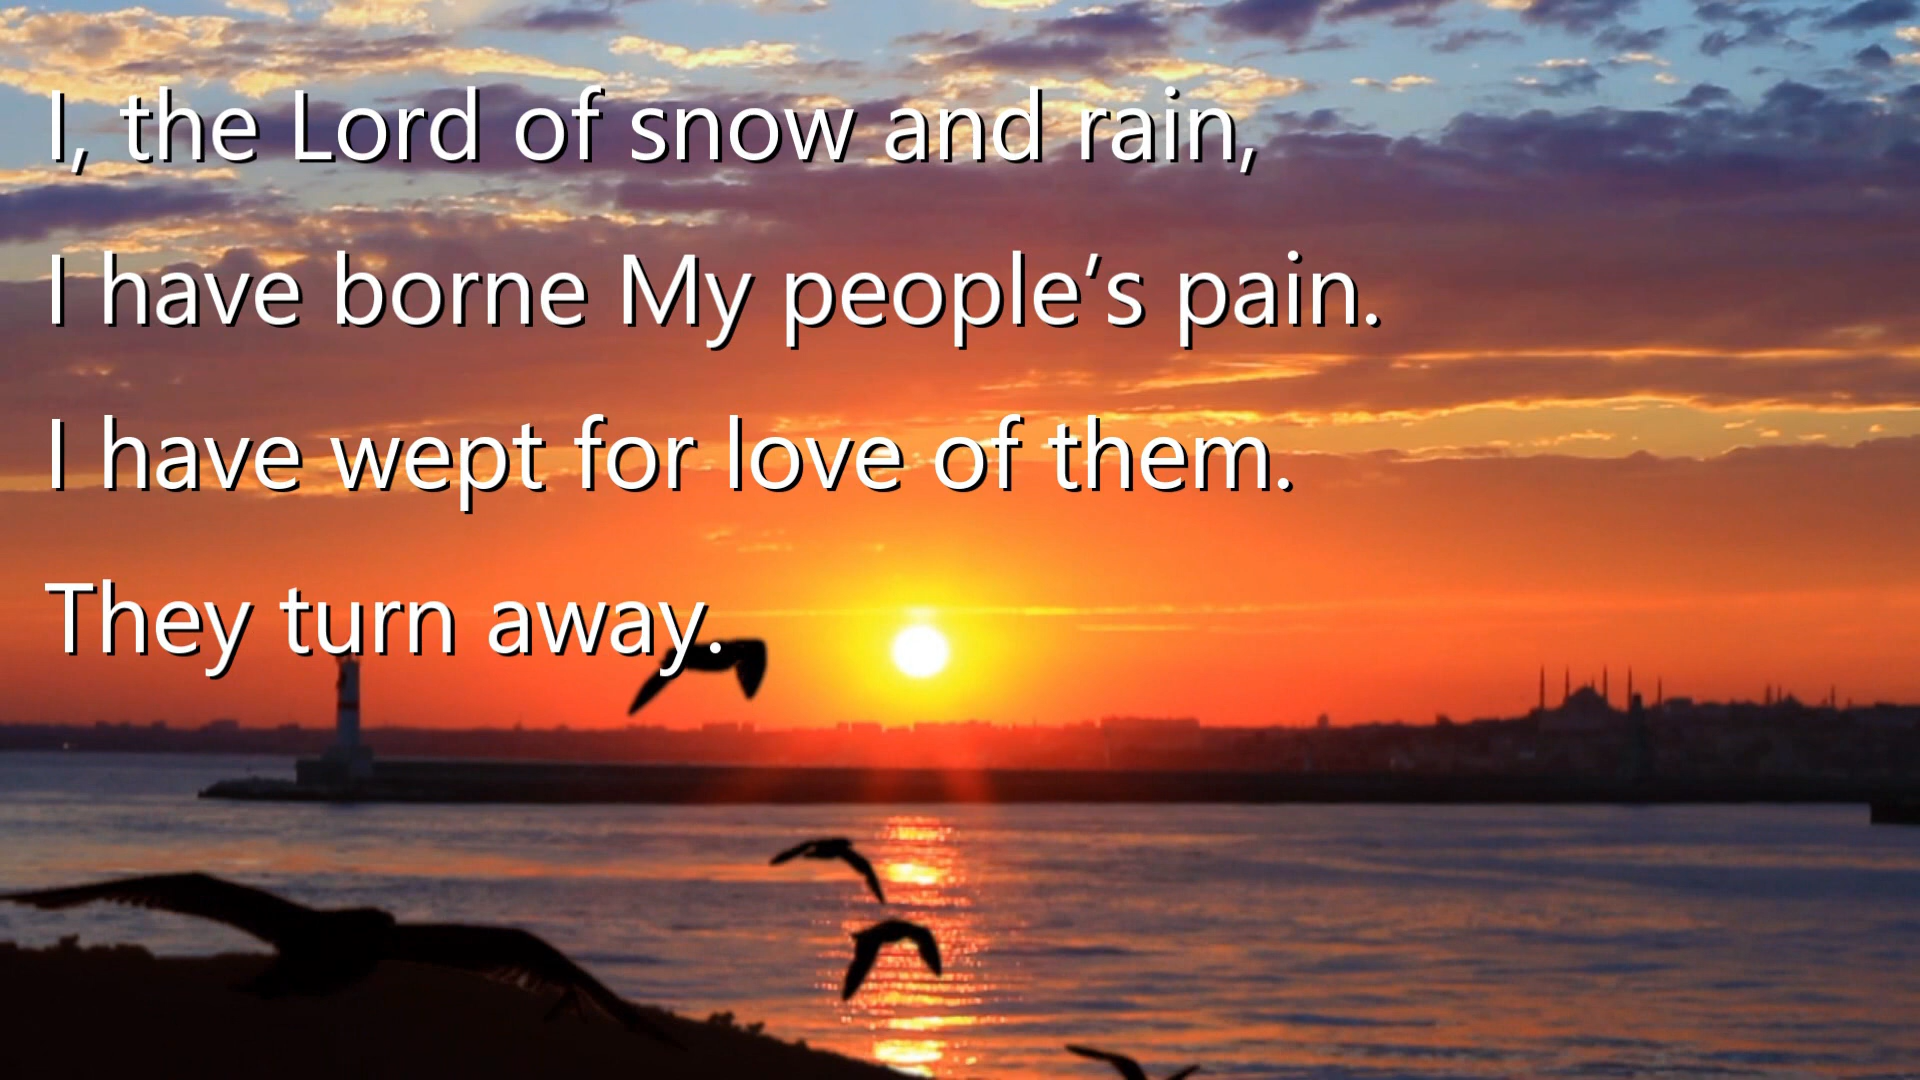 I, the Lord of snow and rain,
I have borne My people’s pain.
I have wept for love of them.
They turn away.